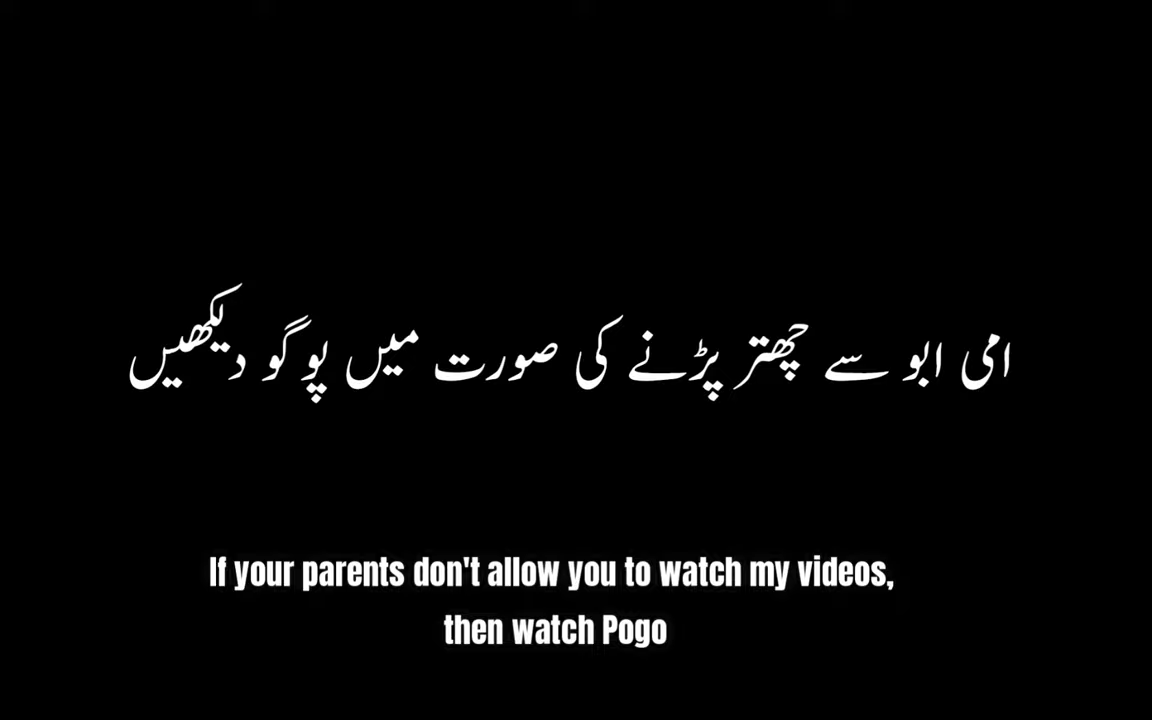 امی ابو سے چھتر پڑنے کی صورت میں پوگو دیکھیں
If your parents don't allow you to watch my videos,
then watch Pogo